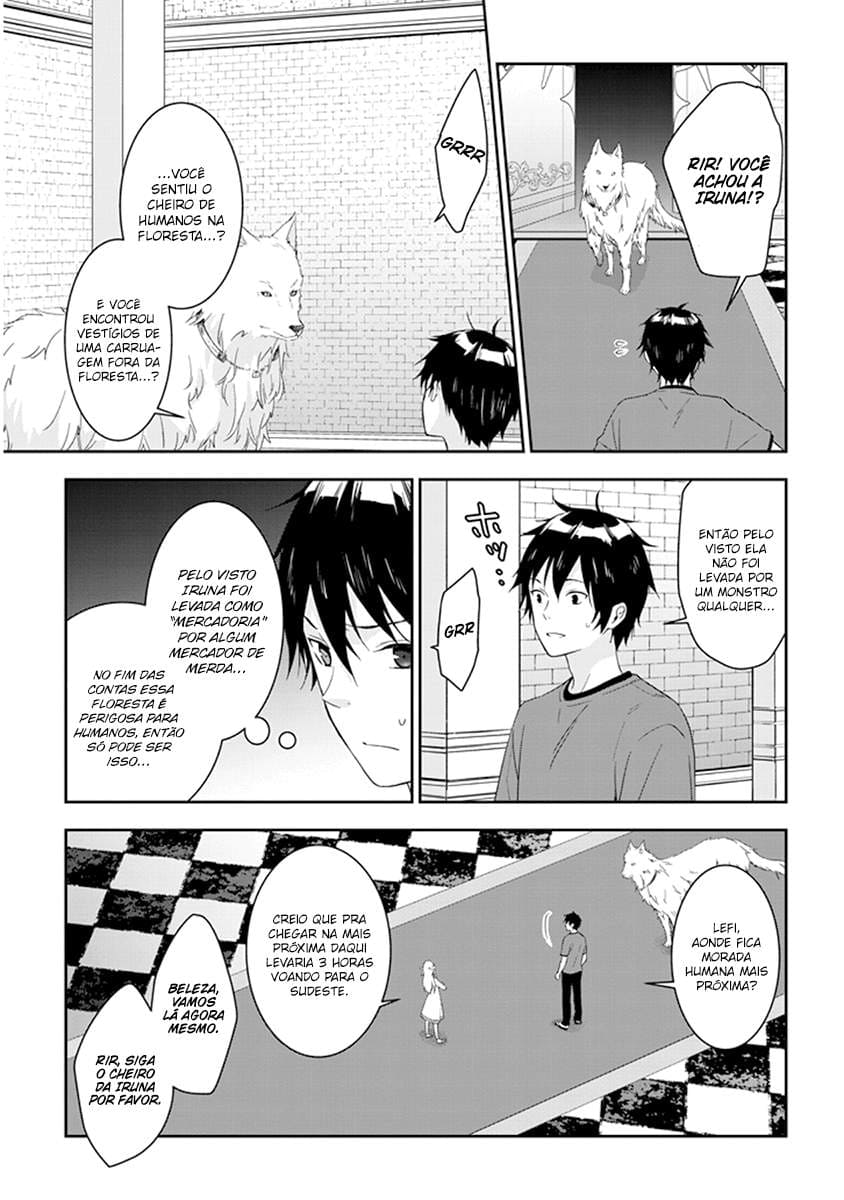 RIR! VOCÊ
ACHOU A
IRUNA!?
GRRR
...VOCÊ
SENTIU O
CHEIRO DE
HUMANOS NA
FLORESTA...?
E VOCÊ
ENCONTROU
VESTÍGIOS DE
UMA CARRUA-
GEM FORA DA
FLORESTA...?
ENTÃO PELO
VISTO ELA
NÃO FOI
LEVADA POR
UM MONSTRO
QUALQUER...
ホッ...
GRR
PELO VISTO
IRUNA FOI
LEVADA COMO
"MERCADORIA"
POR ALGUM
MERCADOR DE
MERDA...
NO FIM DAS
CONTAS ESSA
FLORESTA É
PERIGOSA PARA
HUMANOS, ENTÃO
SÓ PODE SER
ISSO...
LEFI,
AONDE FICA
MORADA
HUMANA MAIS
PRÓXIMA?
CREIO QUE PRA
CHEGAR NA MAIS
PRÓXIMA DAQUI
LEVARIA 3 HORAS
VOANDO PARA O
SUDESTE.
BELEZA,
VAMOS
LÁ AGORA
MESMO.
RIR, SIGA
O CHEIRO
DA IRUNA
POR FAVOR.